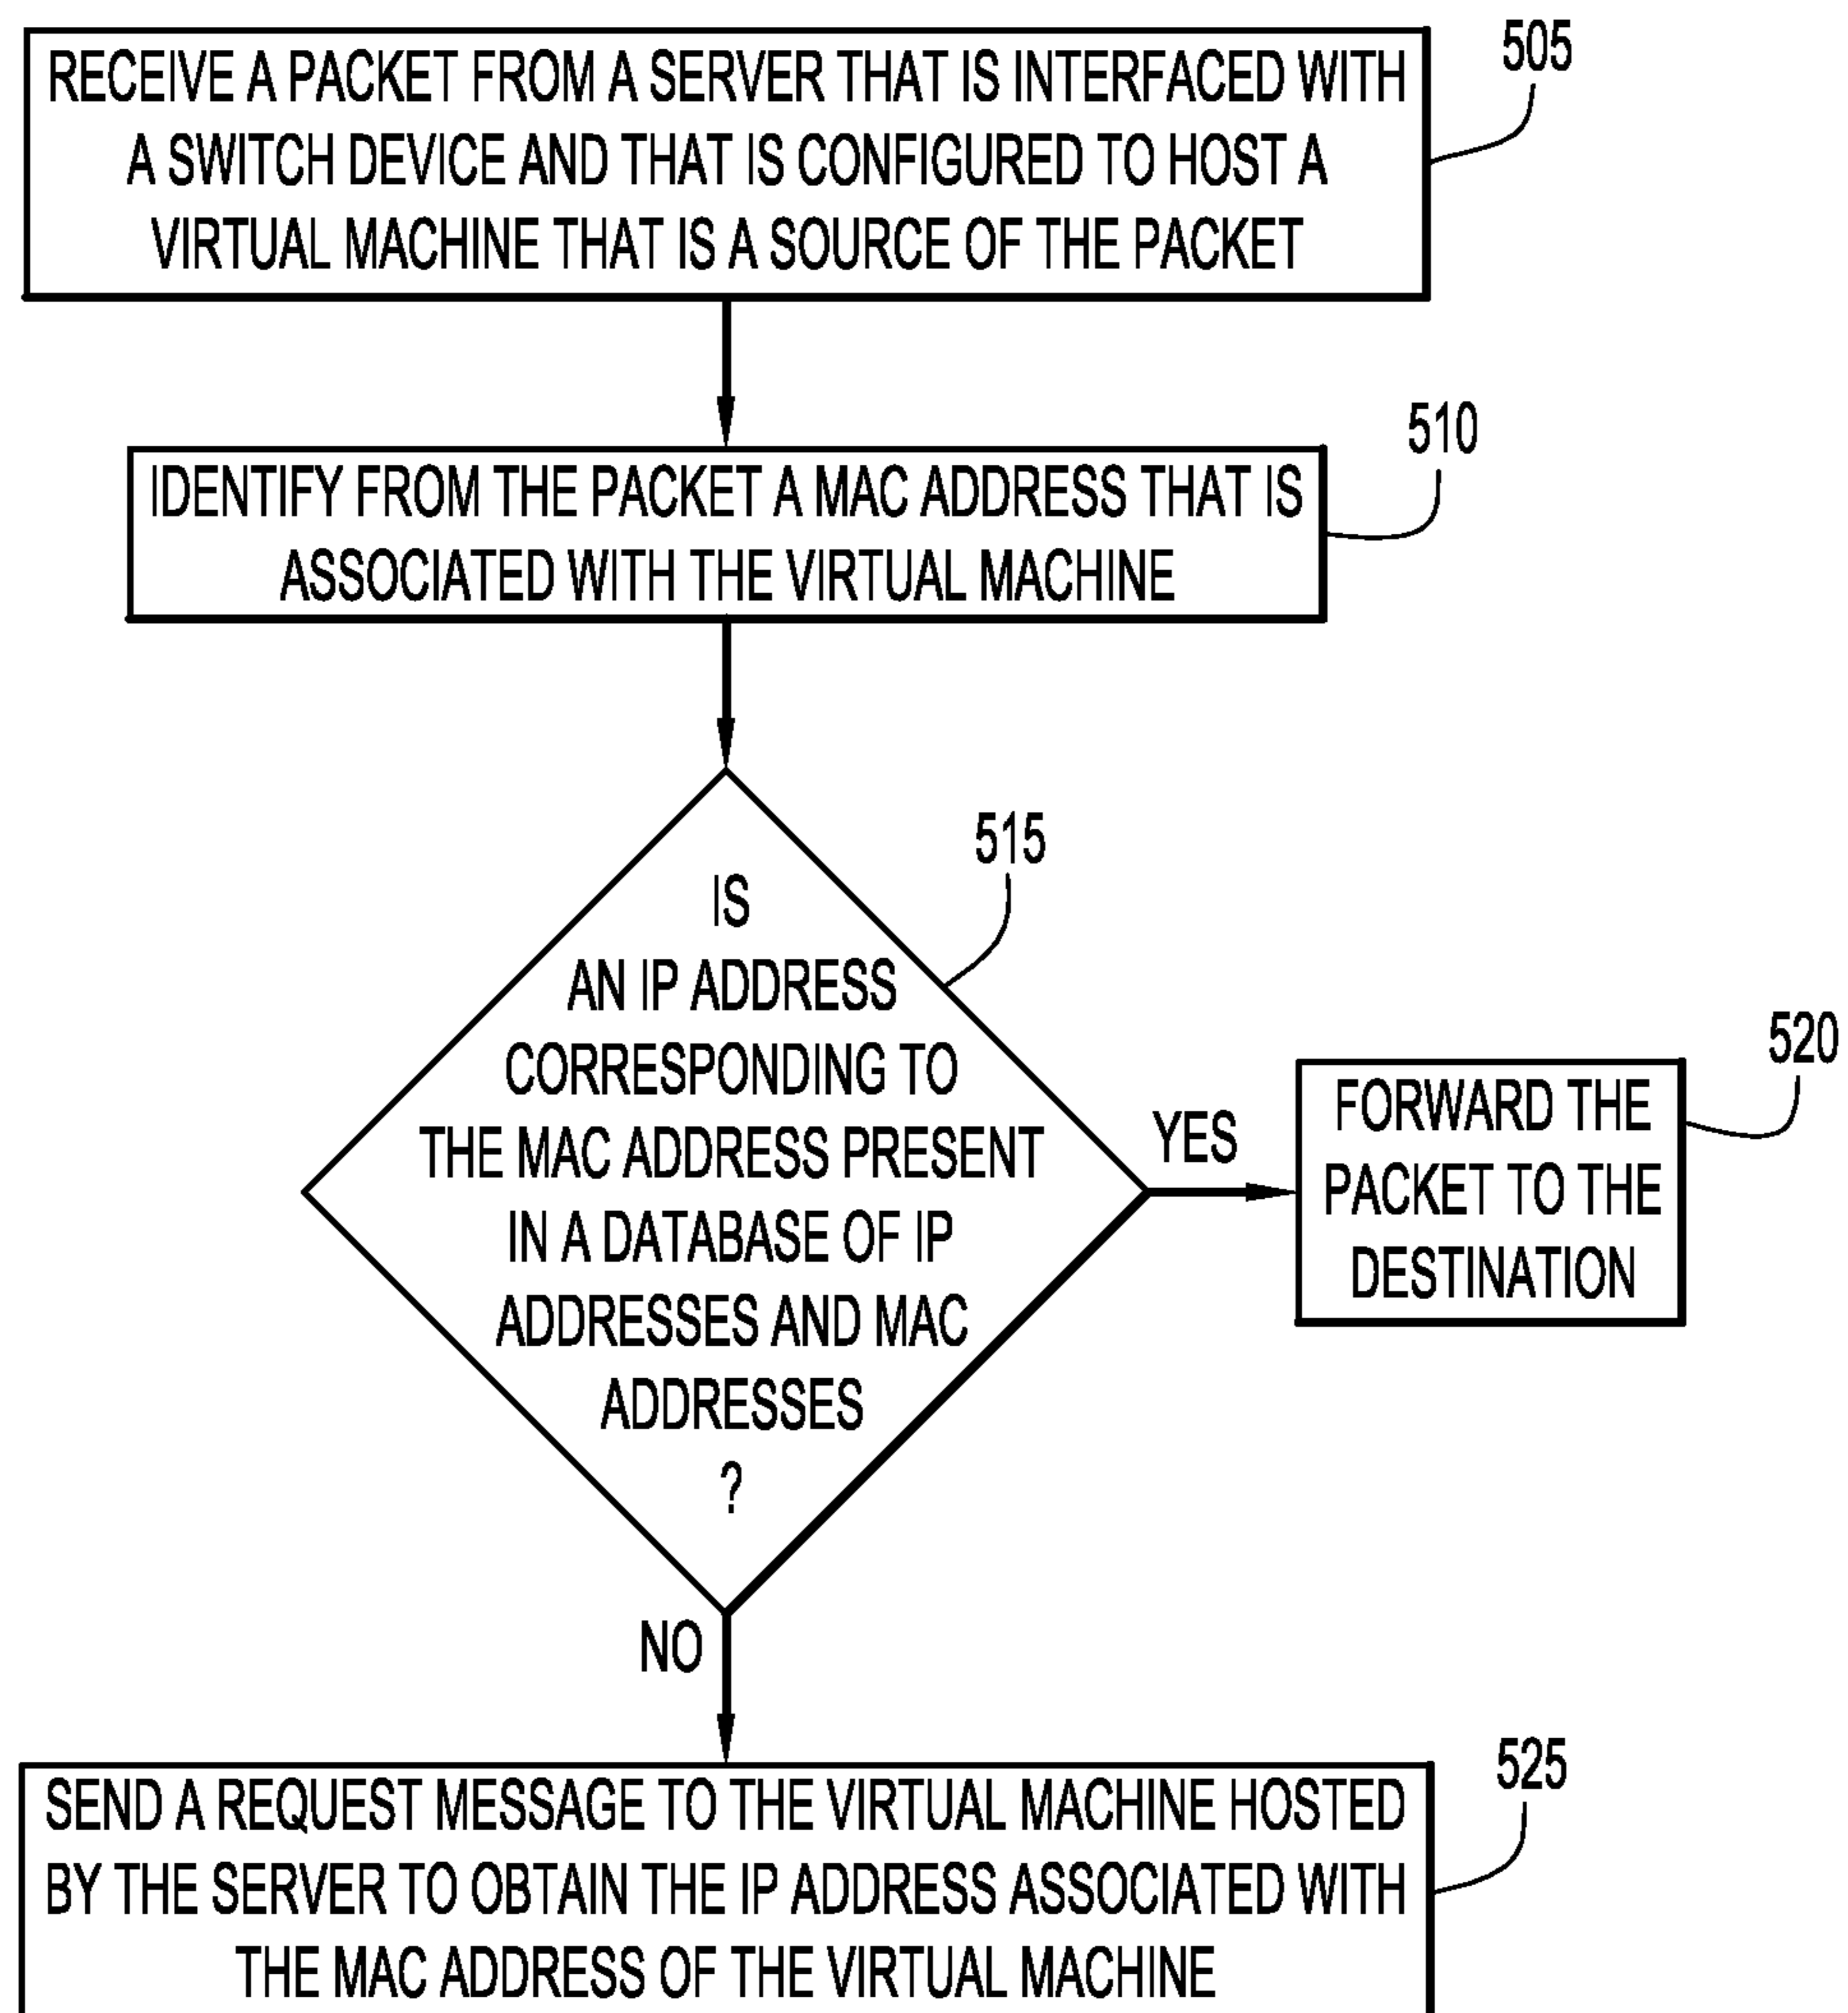 RECEIVE A PACKET FROM A SERVER THAT IS INTERFACED WITH
A SWITCH DEVICE AND THAT IS CONFIGURED TO HOST A
VIRTUAL MACHINE THAT IS A SOURCE OF THE PACKET
505
IDENTIFY FROM THE PACKET A MAC ADDRESS THAT IS
ASSOCIATED WITH THE VIRTUAL MACHINE
510
IS
AN IP ADDRESS
CORRESPONDING TO
THE MAC ADDRESS PRESENT
IN A DATABASE OF IP
ADDRESSES AND MAC
ADDRESSES
?
515
YES
FORWARD THE
PACKET TO THE
DESTINATION
520
NO
SEND A REQUEST MESSAGE TO THE VIRTUAL MACHINE HOSTED
BY THE SERVER TO OBTAIN THE IP ADDRESS ASSOCIATED WITH
THE MAC ADDRESS OF THE VIRTUAL MACHINE
525